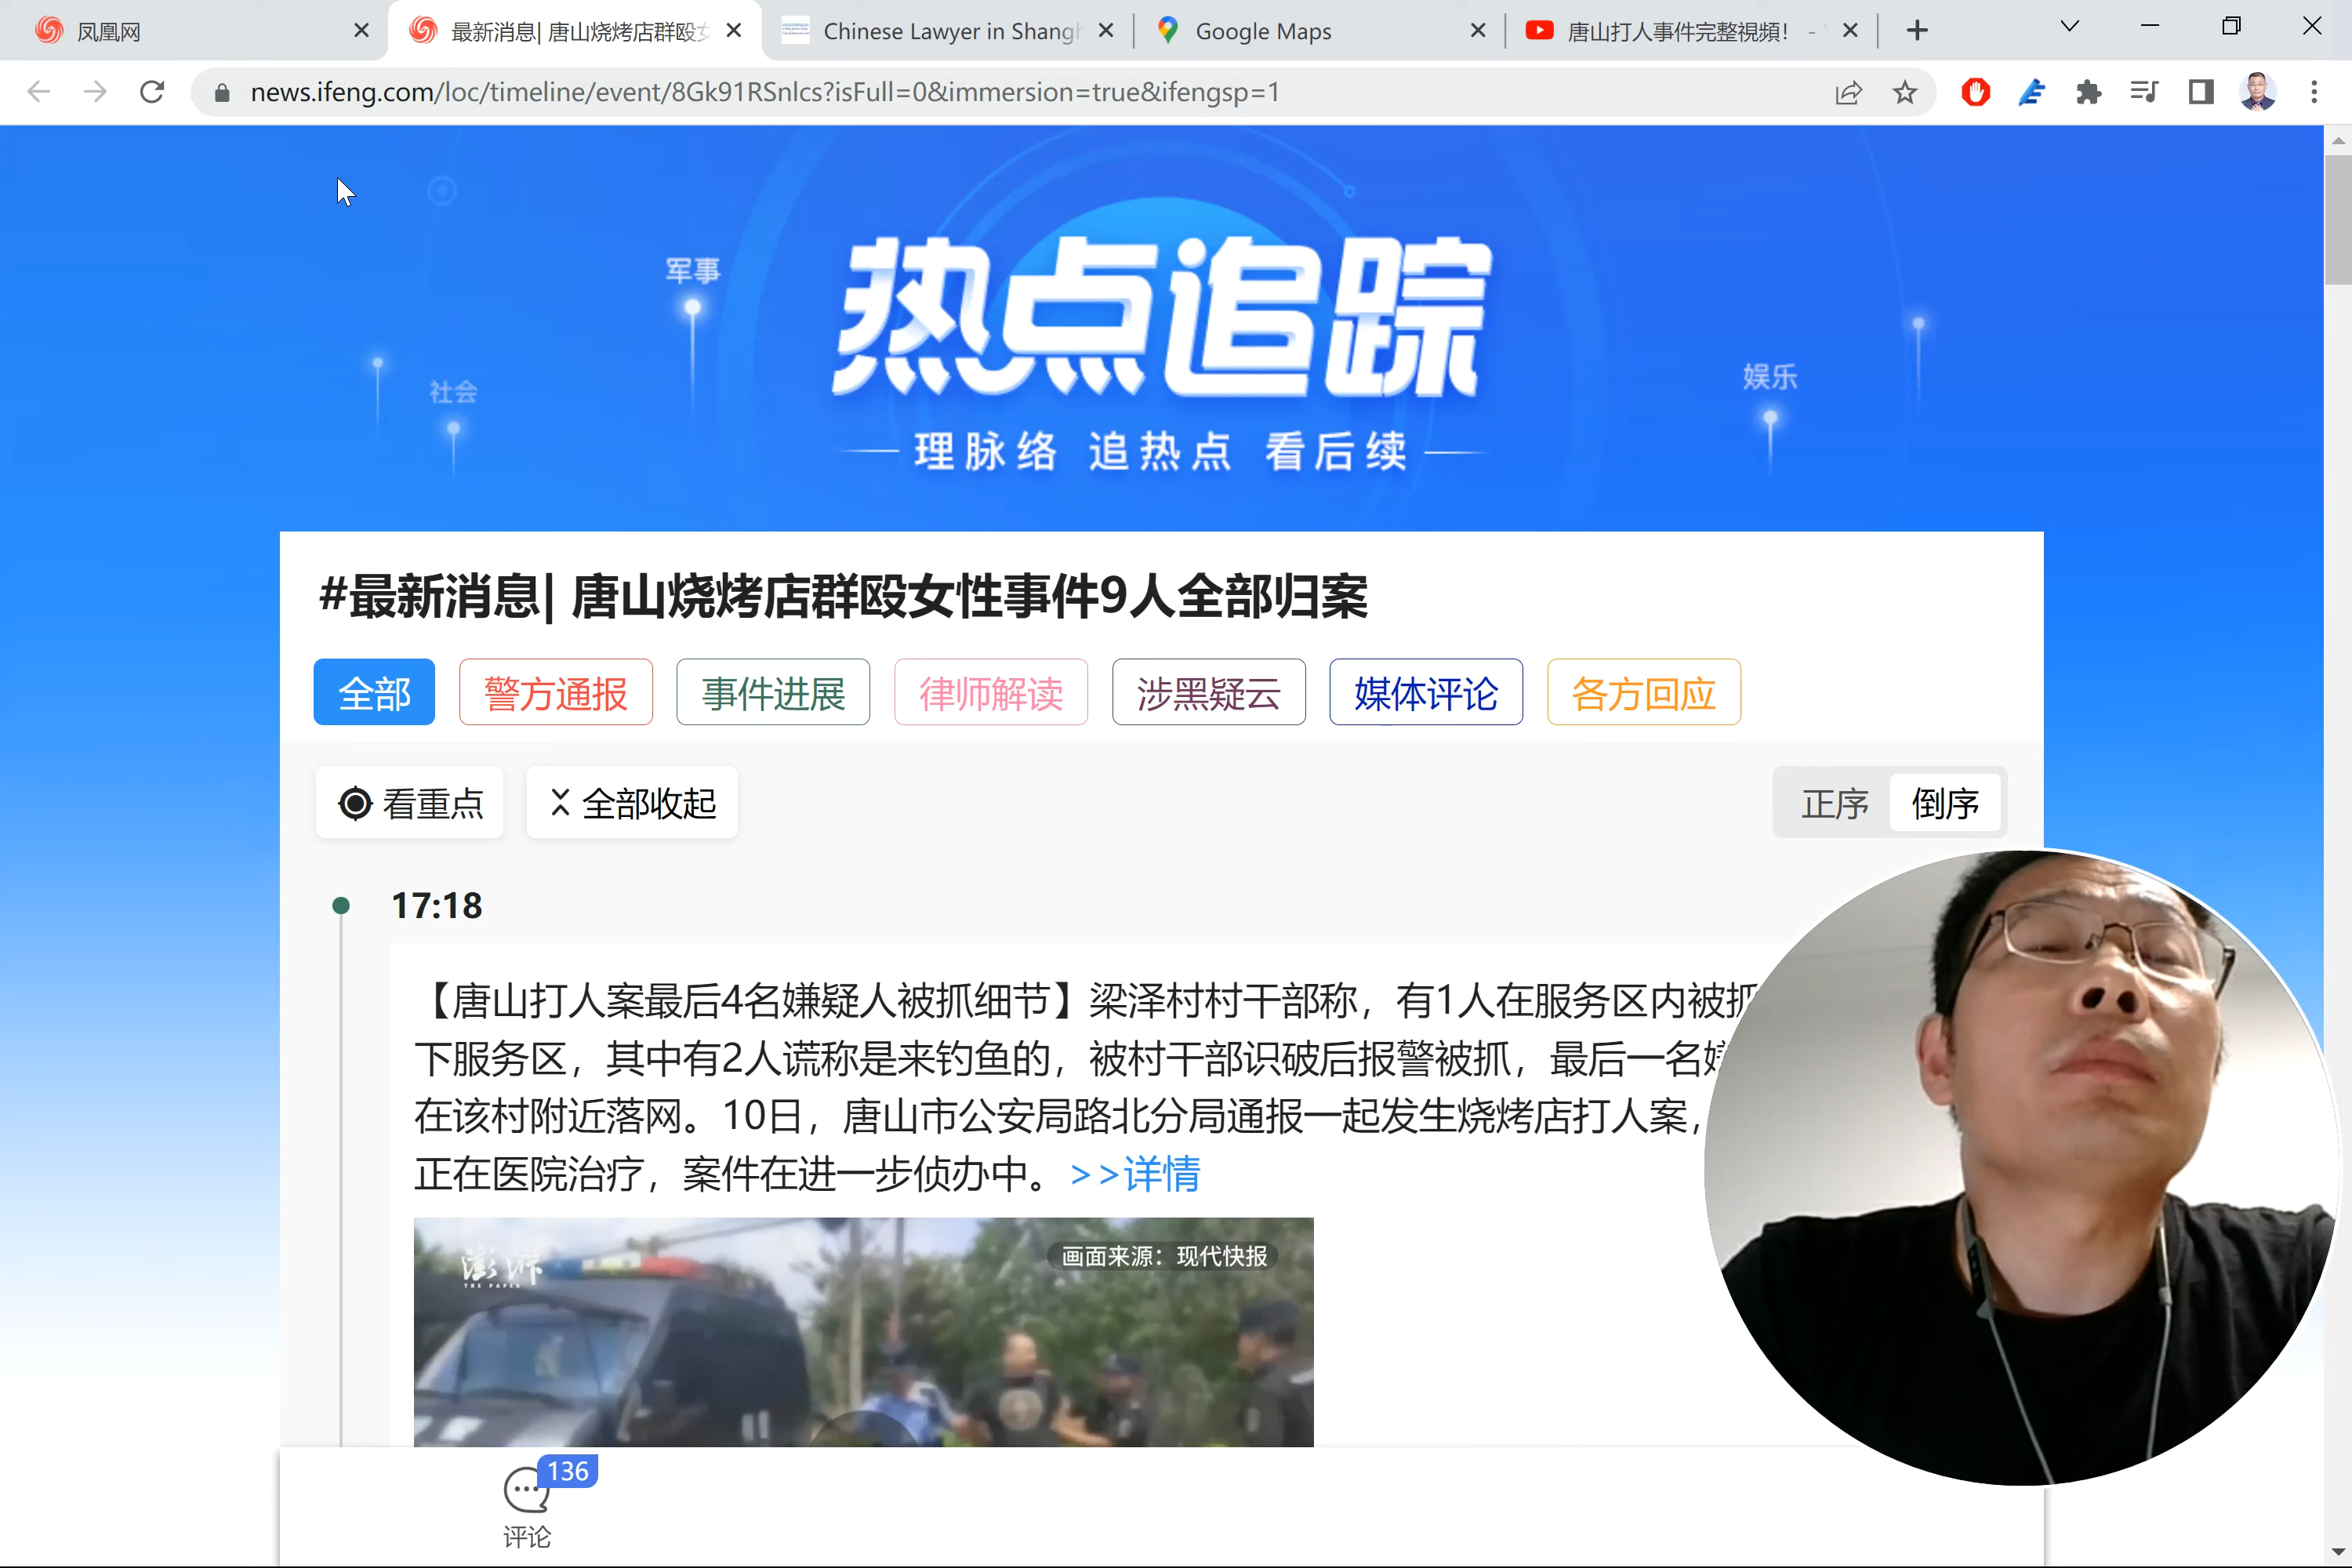 凤凰网
最新消息| 唐山烧烤店群殴女
Chinese Lawyer in Shangh
Google Maps
唐山打人事件完整視頻！ -
news.ifeng.com/loc/timeline/event/8Gk91RSnlcs?isFull=0&immersion=true&ifengsp=1
军事
社会
热点追踪
娱乐
理脉络 追热点 看后续
#最新消息| 唐山烧烤店群殴女性事件9人全部归案
全部 警方通报 事件进展 律师解读 涉黑疑云 媒体评论 各方回应
看重点 全部收起 正序 倒序
17:18
【唐山打人案最后4名嫌疑人被抓细节】梁泽村村干部称，有1人在服务区内被抓
下服务区，其中有2人谎称是来钓鱼的，被村干部识破后报警被抓，最后一名
在该村附近落网。10日，唐山市公安局路北分局通报一起发生烧烤店打人案，
正在医院治疗，案件在进一步侦办中。>>详情
澎湃
THE PAPER
画面来源：现代快报
136
评论